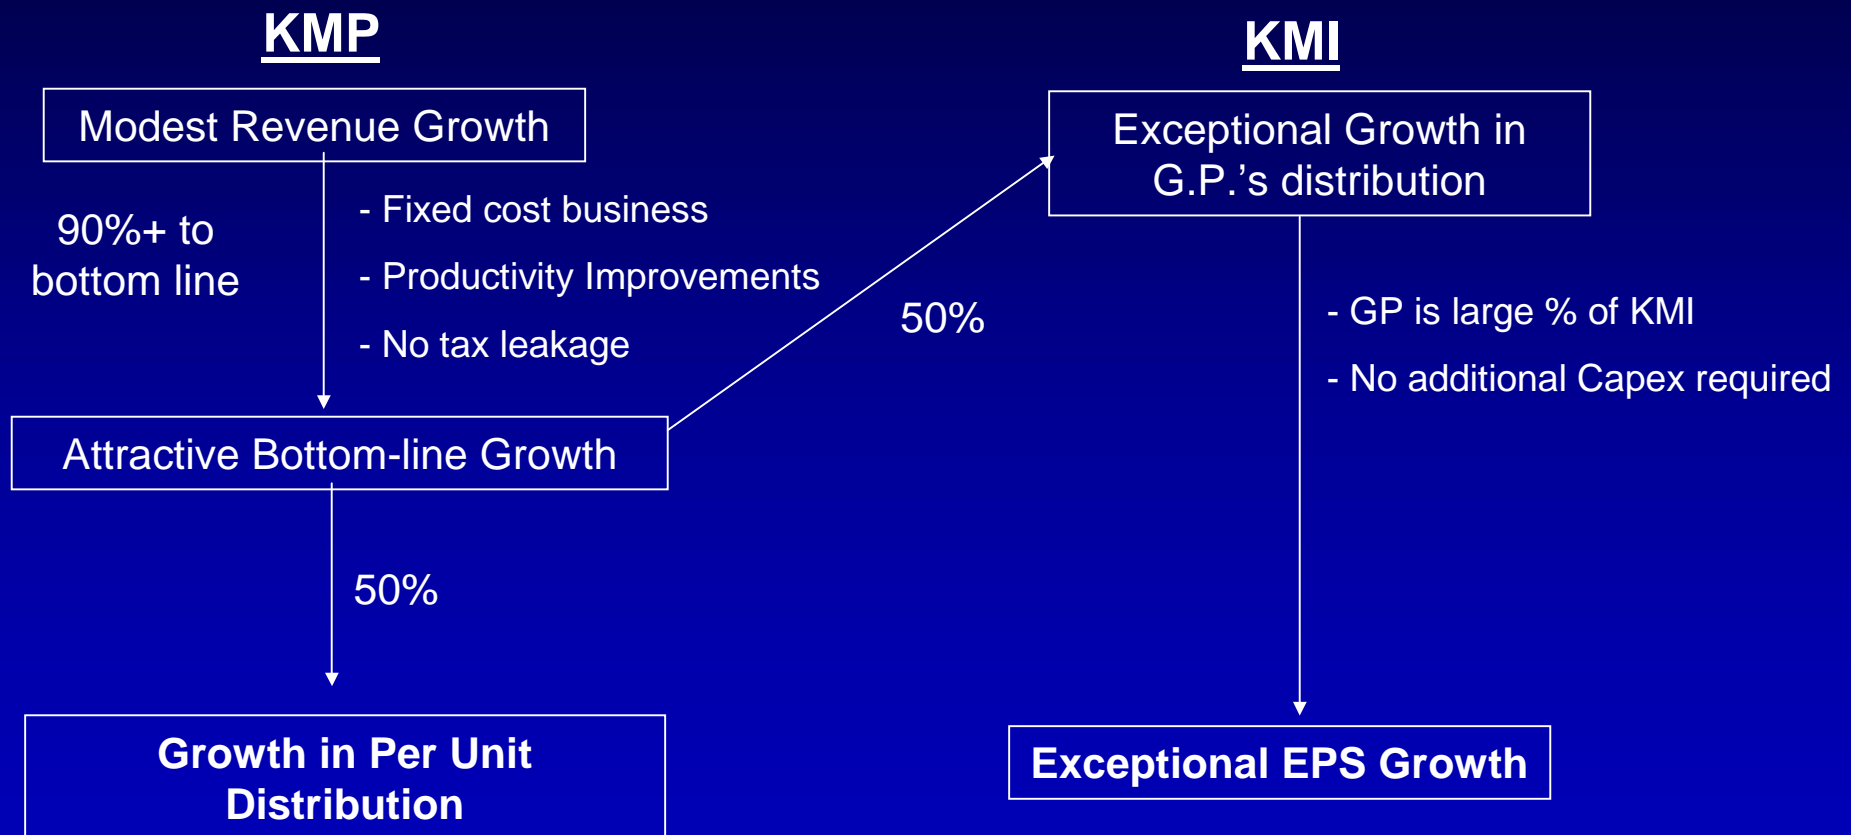 KMP
Modest Revenue Growth
90%+ to
bottom line
- Fixed cost business
- Productivity Improvements
- No tax leakage
Attractive Bottom-line Growth
50%
Growth in Per Unit
Distribution
50%
KMI
Exceptional Growth in
G.P.’s distribution
- GP is large % of KMI
- No additional Capex required
Exceptional EPS Growth